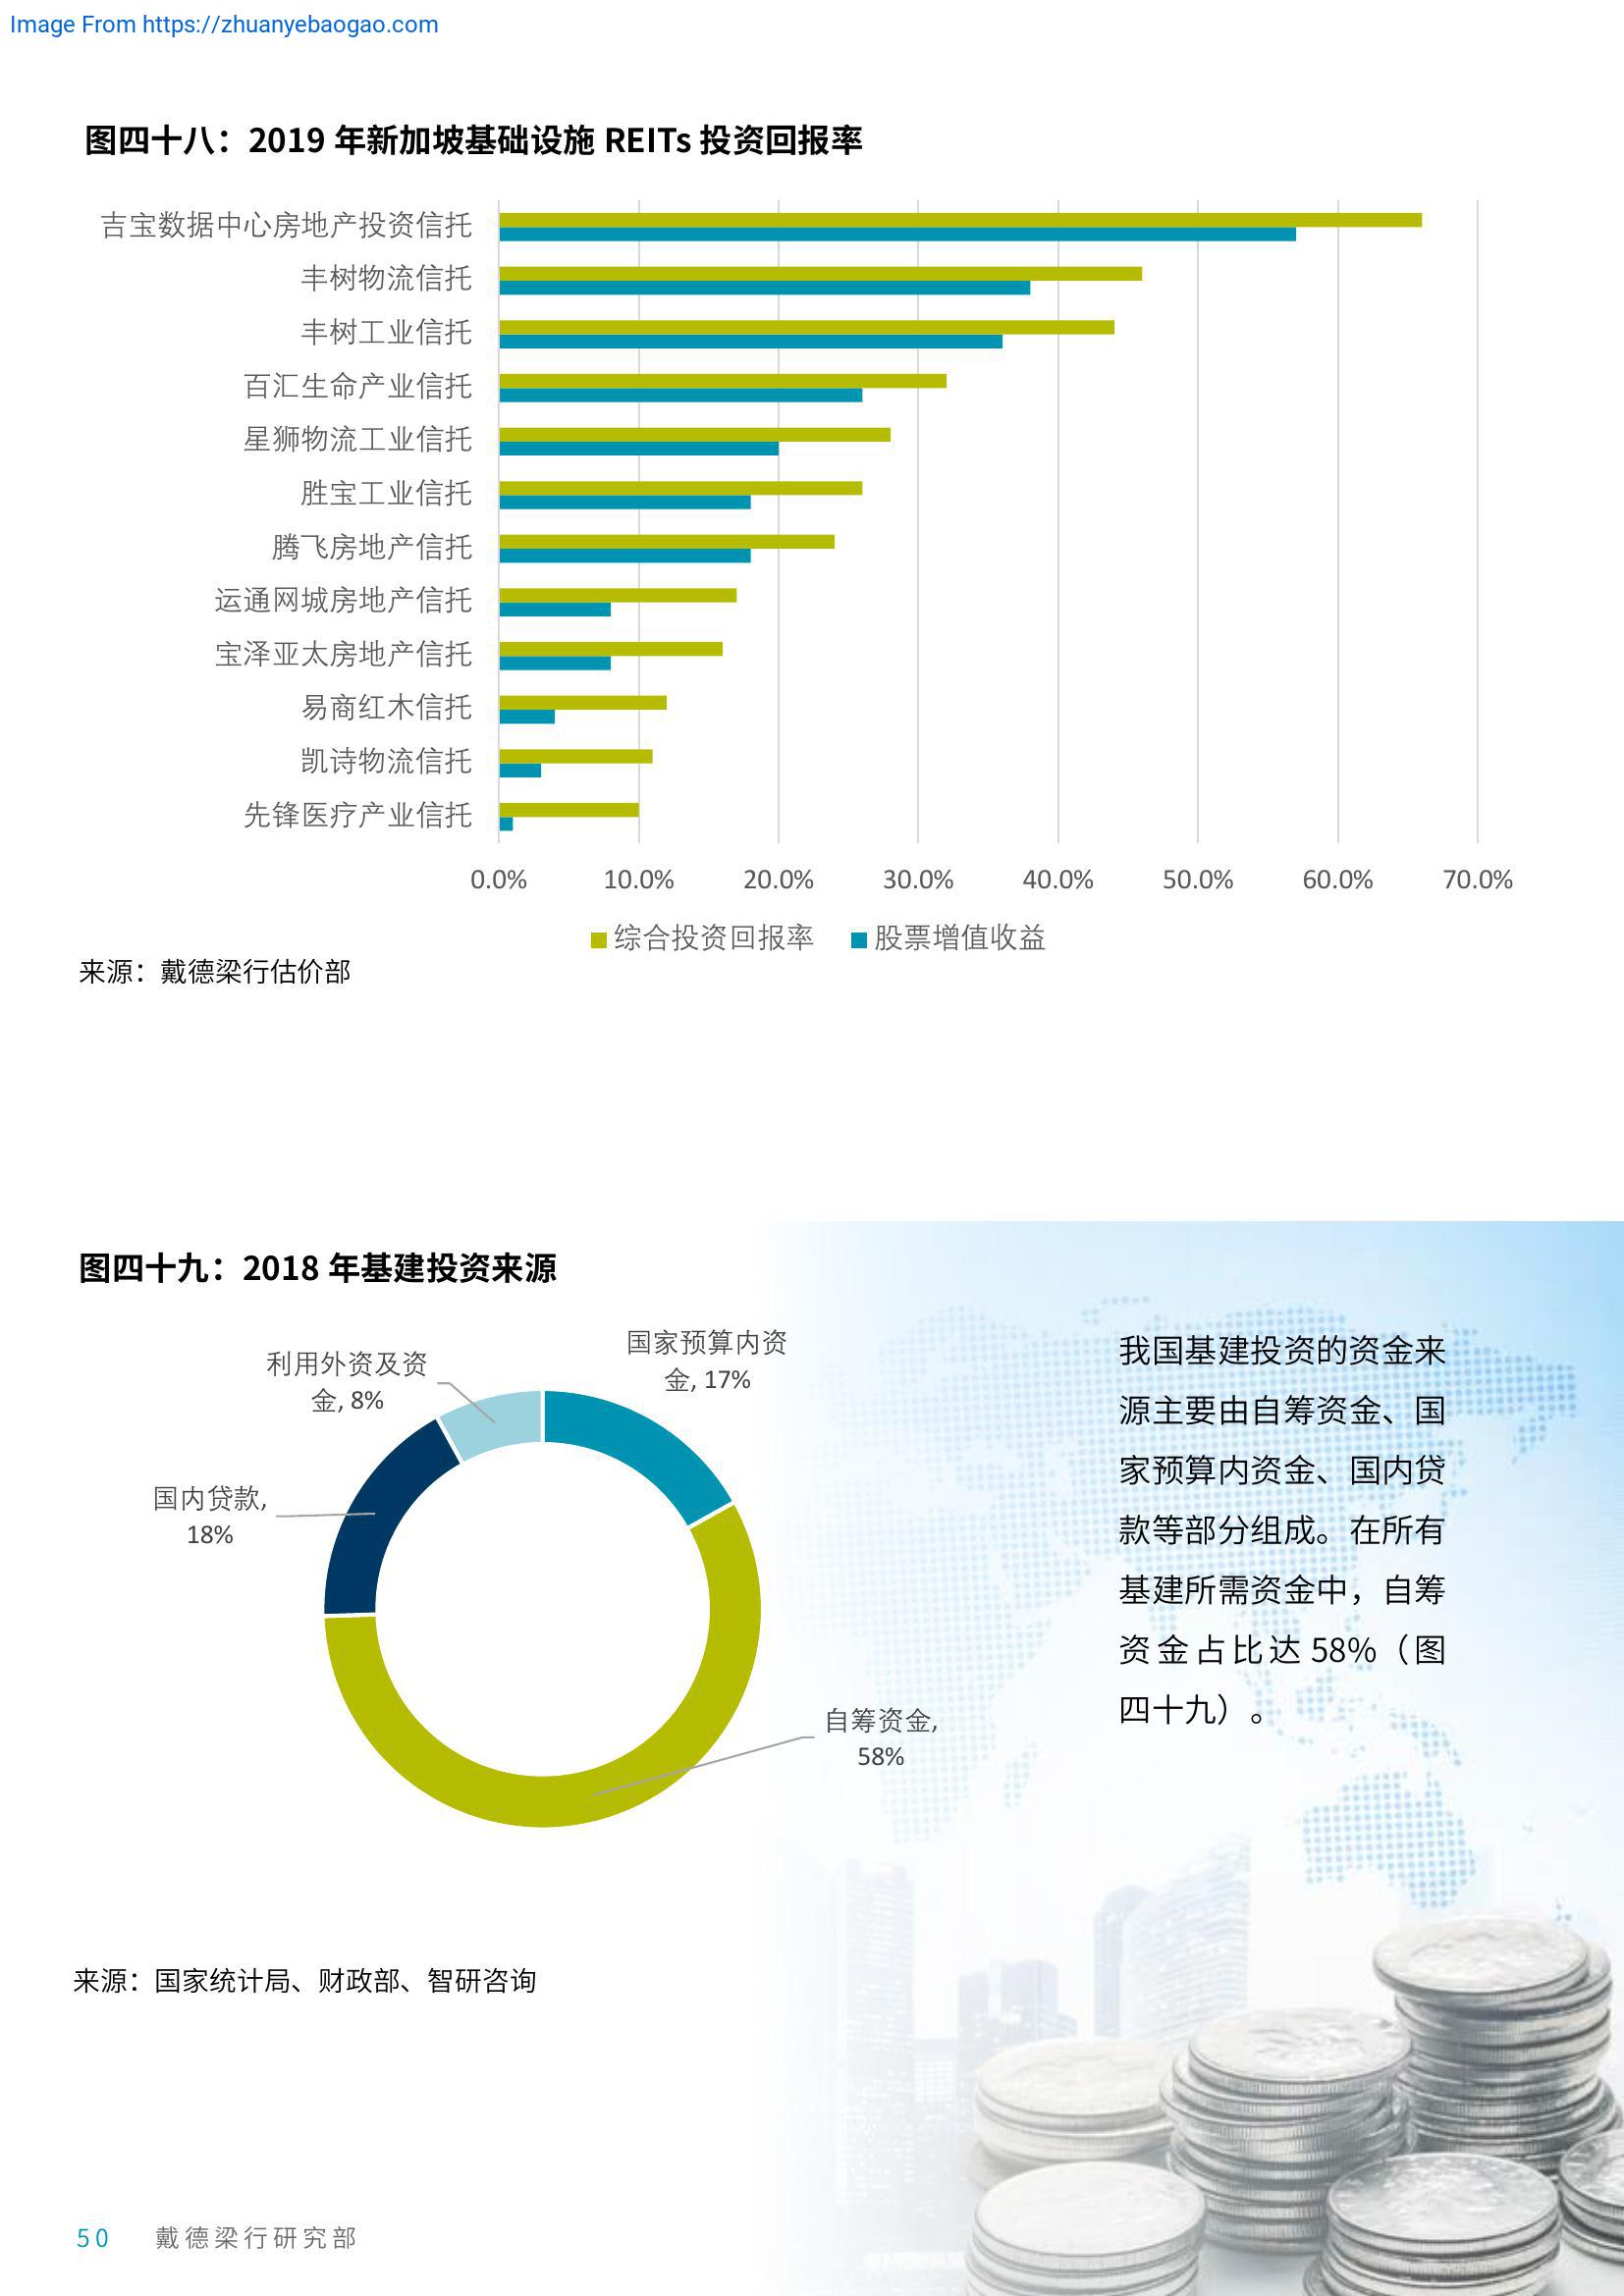 Image From https://zhuanyebaogao.com
图四十八：2019 年新加坡基础设施 REITs 投资回报率
吉宝数据中心房地产投资信托
丰树物流信托
丰树工业信托
百汇生命产业信托
星狮物流工业信托
胜宝工业信托
腾飞房地产信托
运通网城房地产信托
宝泽亚太房地产信托
易商红木信托
凯诗物流信托
先锋医疗产业信托
0.0% 10.0% 20.0% 30.0% 40.0% 50.0% 60.0% 70.0%
综合投资回报率 股票增值收益
来源：戴德梁行估价部
图四十九：2018 年基建投资来源
国家预算内资
金, 17%
利用外资及资
金, 8%
国内贷款,
18%
自筹资金,
58%
我国基建投资的资金来
源主要由自筹资金、国
家预算内资金、国内贷
款等部分组成。在所有
基建所需资金中，自筹
资金占比达 58%（图
四十九）。
来源：国家统计局、财政部、智研咨询
50 戴德梁行研究部